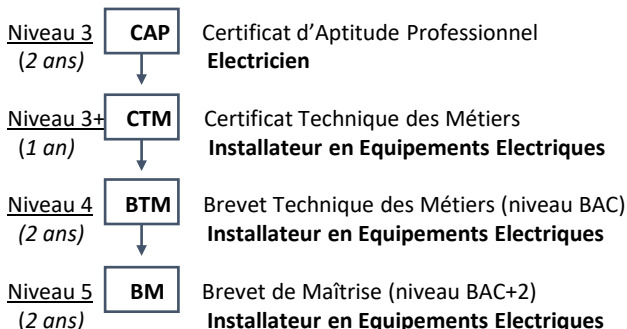 Niveau 3 CAP Certificat d’Aptitude Professionnel
(2 ans) Electricien
Niveau 3+ CTM Certificat Technique des Métiers
(1 an) Installateur en Equipements Electriques
Niveau 4 BTM Brevet Technique des Métiers (niveau BAC)
(2 ans) Installateur en Equipements Electriques
Niveau 5 BM Brevet de Maîtrise (niveau BAC+2)
(2 ans) Installateur en Equipements Electriques